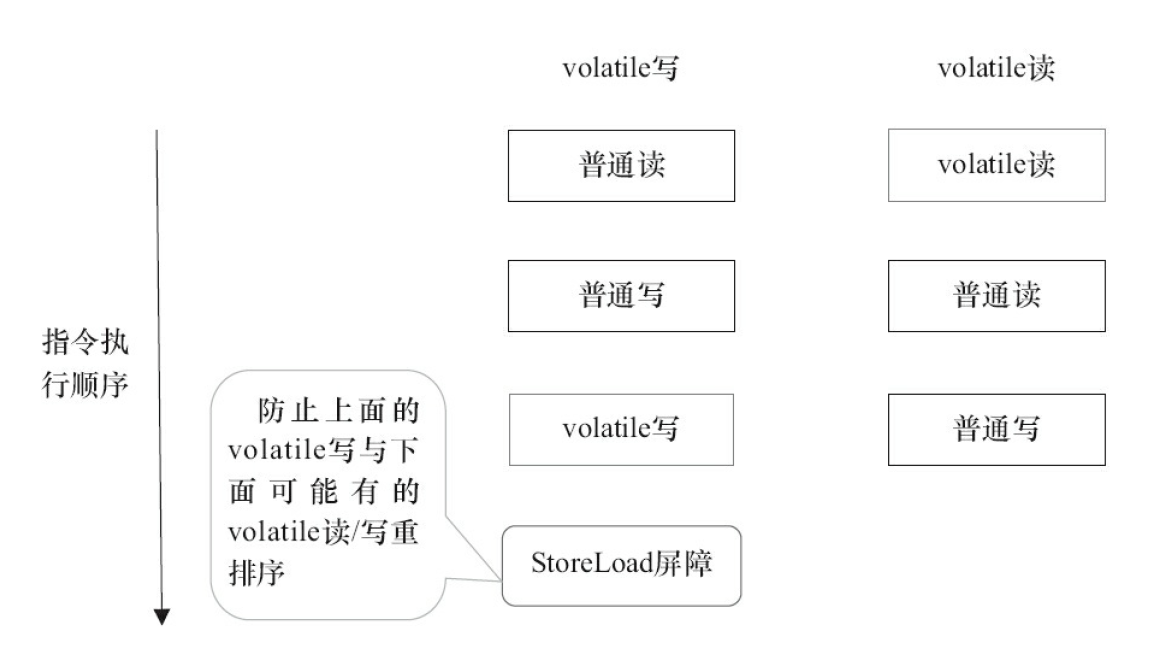 volatile写
volatile读
普通读
volatile读
普通写
普通读
指令执
行顺序
防止上面的
volatile写与下
面可能有的
volatile读/写重
排序
volatile写
普通写
StoreLoad屏障